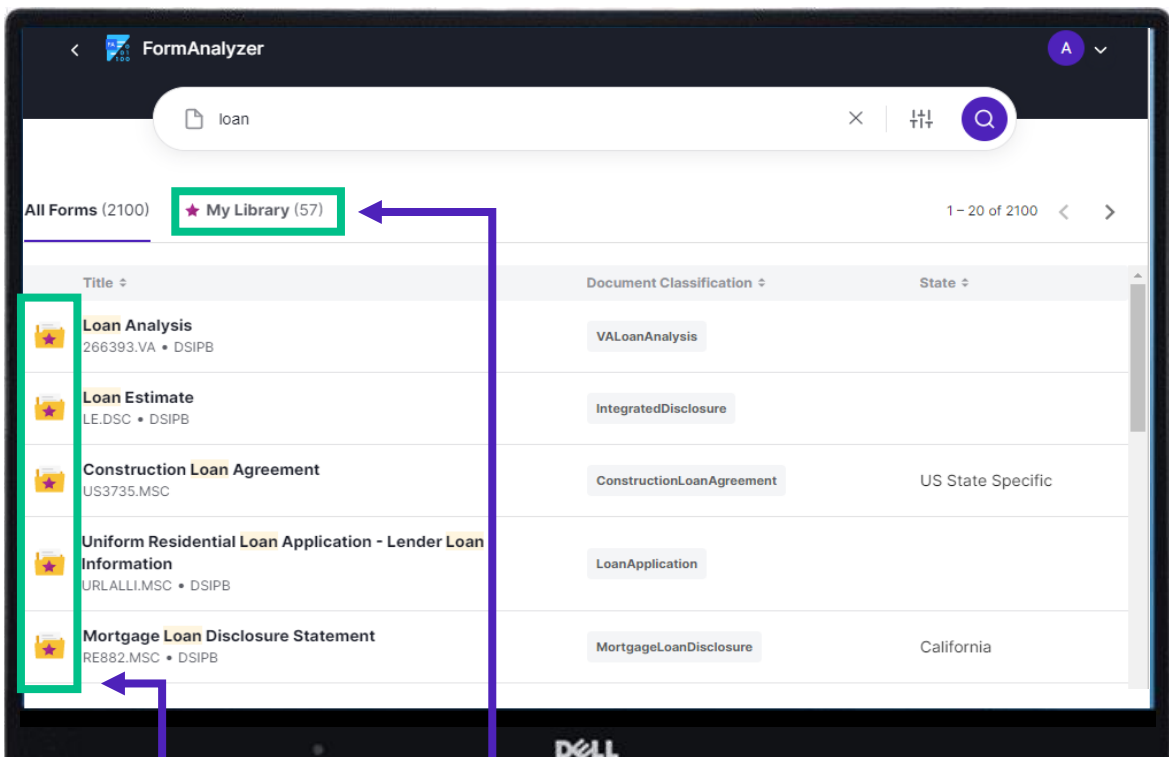 FormAnalyzer
A
loan
All Forms (2100)
★ My Library (57)
1 – 20 of 2100
Title
Document Classification
State
Loan Analysis
266393.VA • DSIPB
VALoanAnalysis
Loan Estimate
LE.DSC • DSIPB
IntegratedDisclosure
Construction Loan Agreement
US3735.MSC
ConstructionLoanAgreement
US State Specific
Uniform Residential Loan Application - Lender Loan
Information
URLALLI.MSC • DSIPB
LoanApplication
Mortgage Loan Disclosure Statement
RE882.MSC • DSIPB
MortgageLoanDisclosure
California
DELL